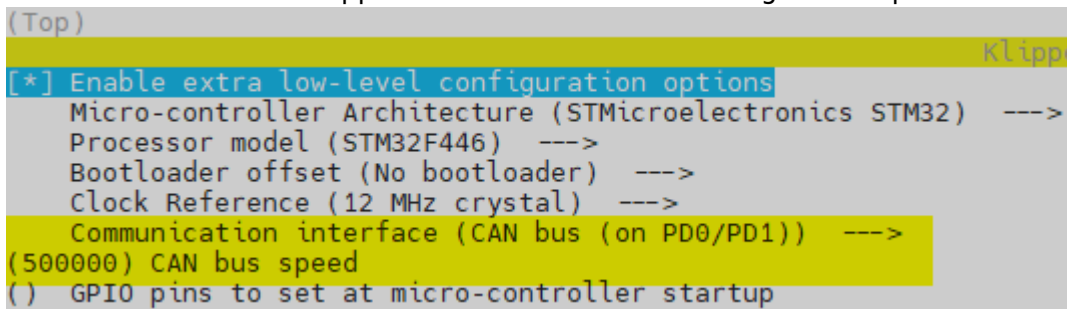 (Top)
[*] Enable extra low-level configuration options
Micro-controller Architecture (STMicroelectronics STM32) --->
Processor model (STM32F446) --->
Bootloader offset (No bootloader) --->
Clock Reference (12 MHz crystal) --->
Communication interface (CAN bus (on PD0/PD1)) --->
(500000) CAN bus speed
() GPIO pins to set at micro-controller startup